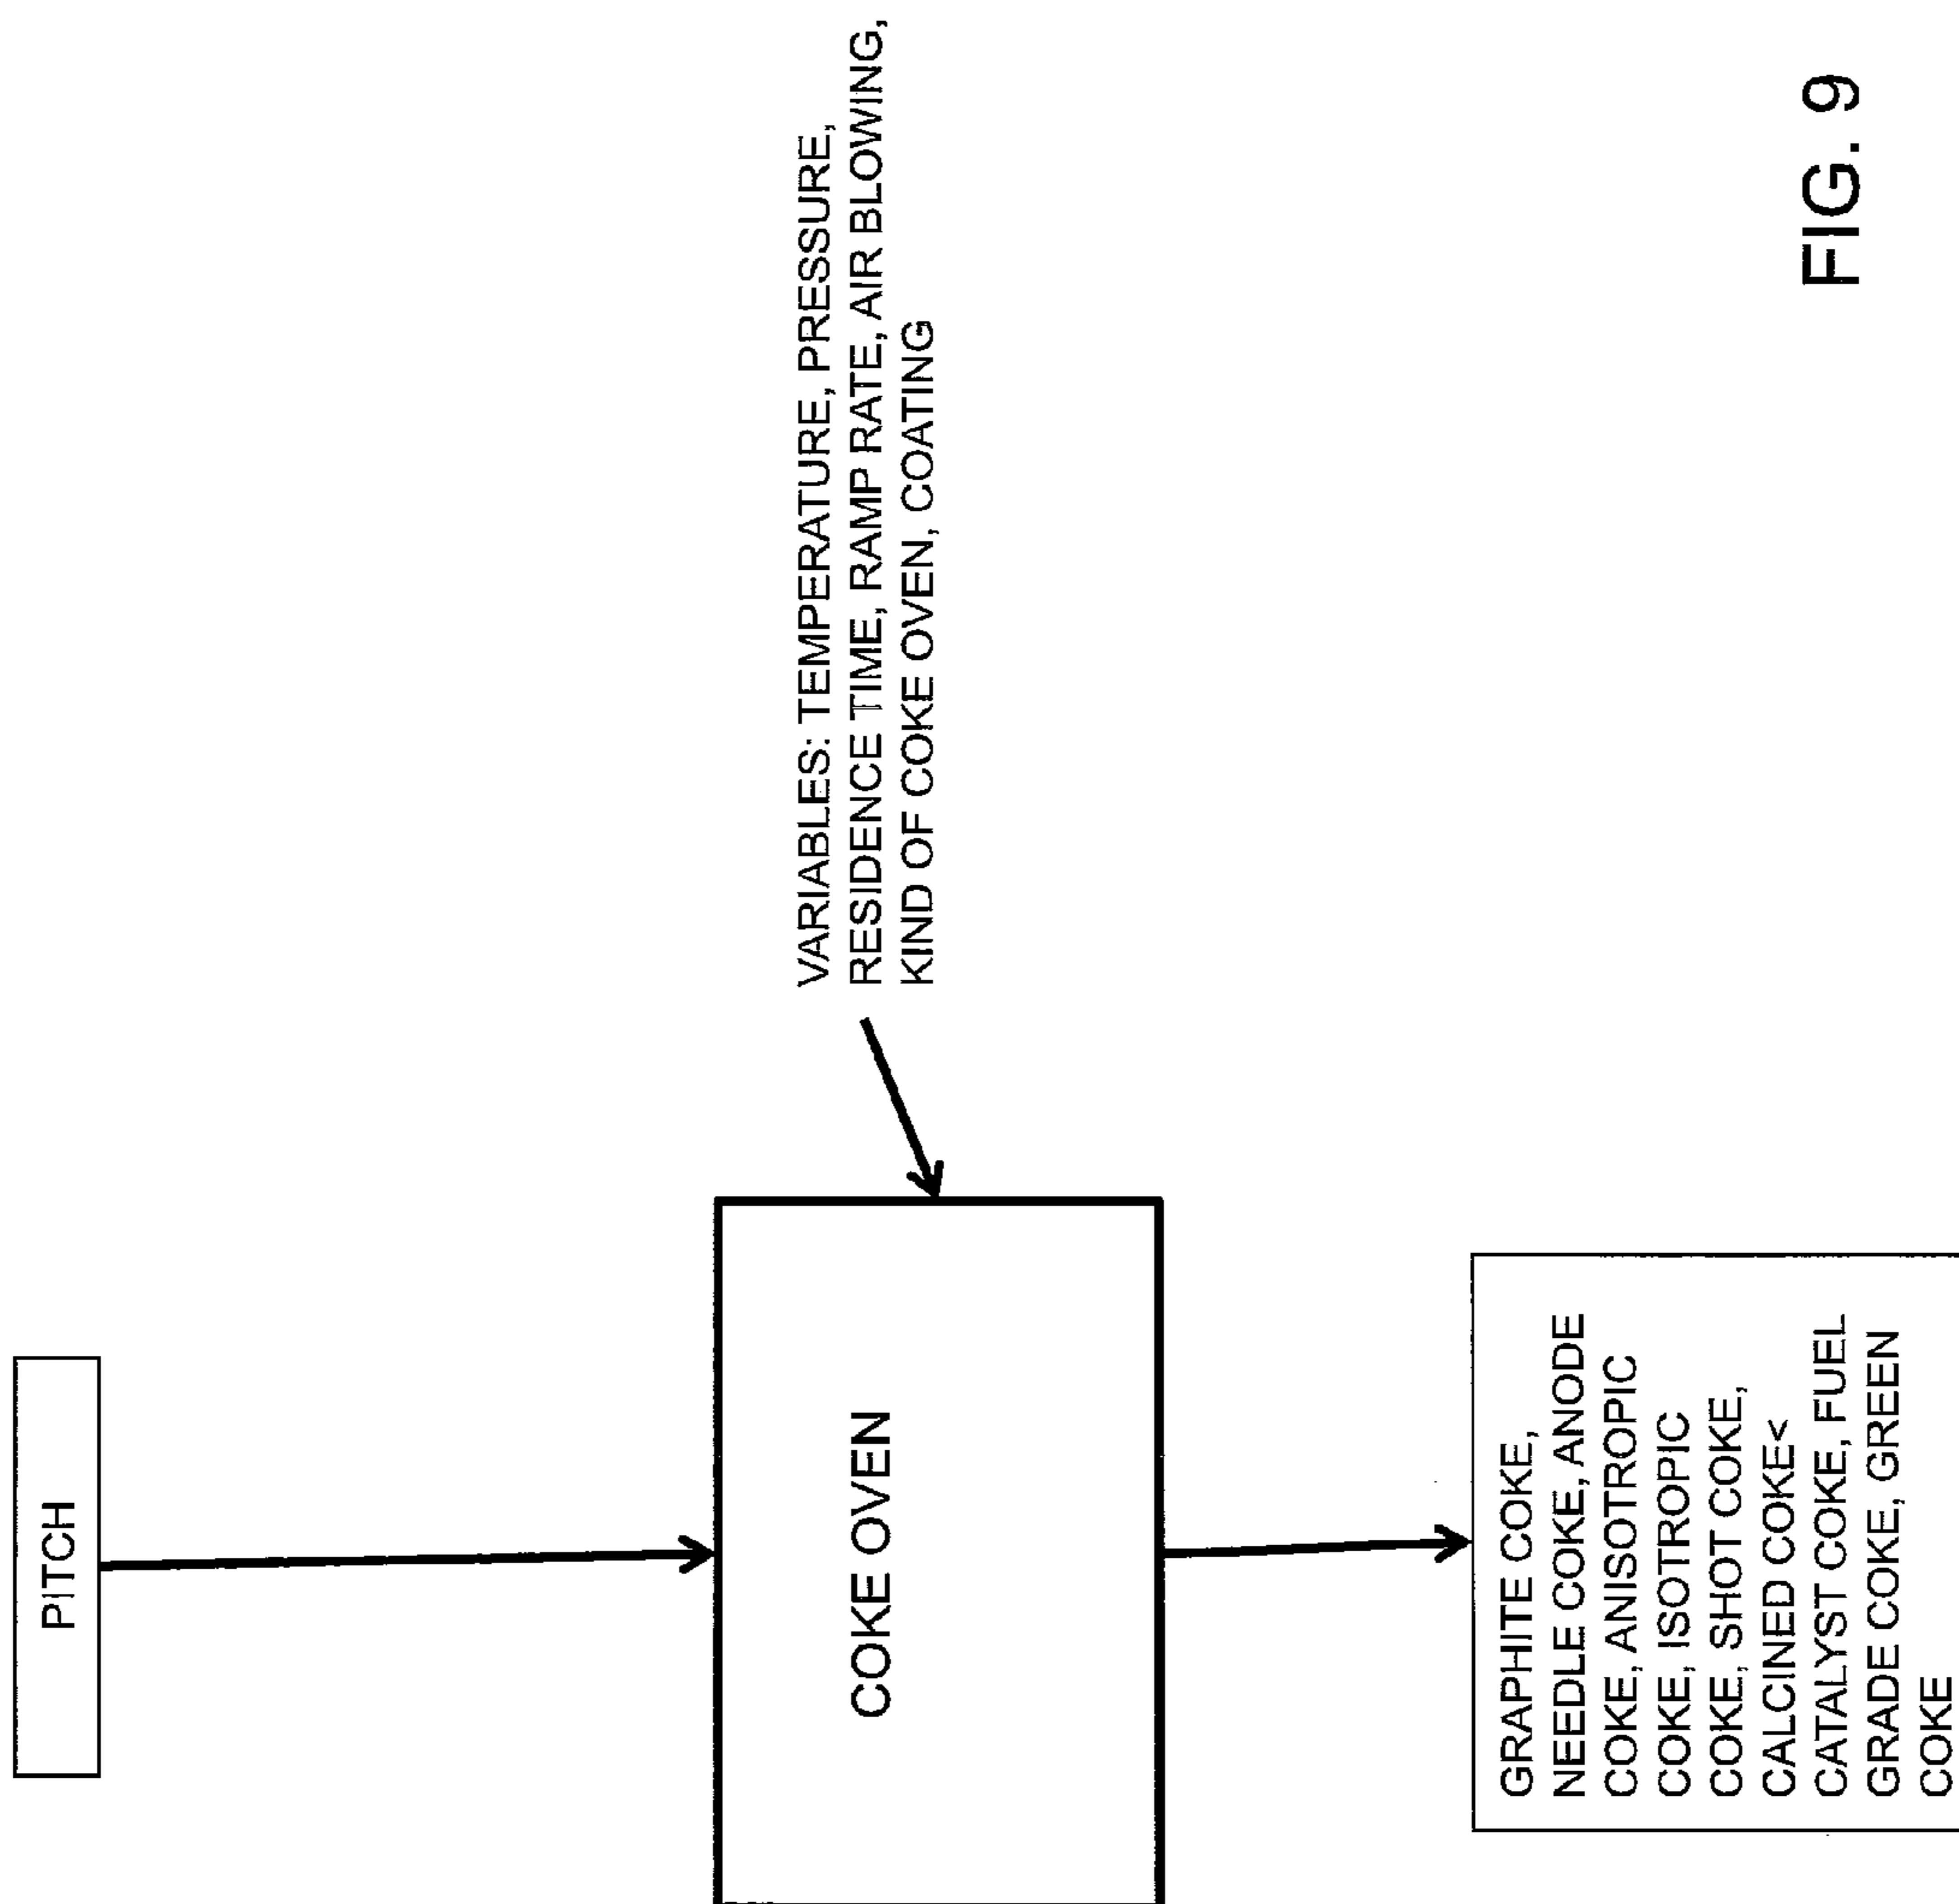 PITCH
COKE OVEN
VARIABLES: TEMPERATURE, PRESSURE,
RESIDENCE TIME, RAMP RATE, AIR BLOWING,
KIND OF COKE OVEN, COATING
GRAPHITE COKE,
NEEDLE COKE, ANODE
COKE, ANISOTROPIC
COKE, ISOTROPIC
COKE, SHOT COKE,
CALCINED COKE<
CATALYST COKE, FUEL
GRADE COKE, GREEN
COKE
FIG. 9